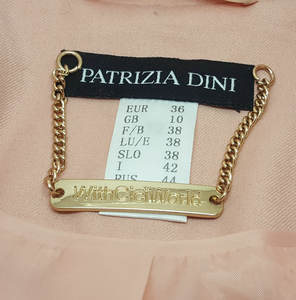 PATRIZIA DINI
EUR 36
GB 10
F/B 38
LU/E 38
SLO 38
I 42
RUS 44